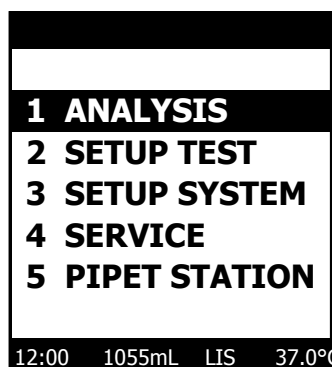 1 ANALYSIS
2 SETUP TEST
3 SETUP SYSTEM
4 SERVICE
5 PIPET STATION
12:00 1055mL LIS 37.0°C